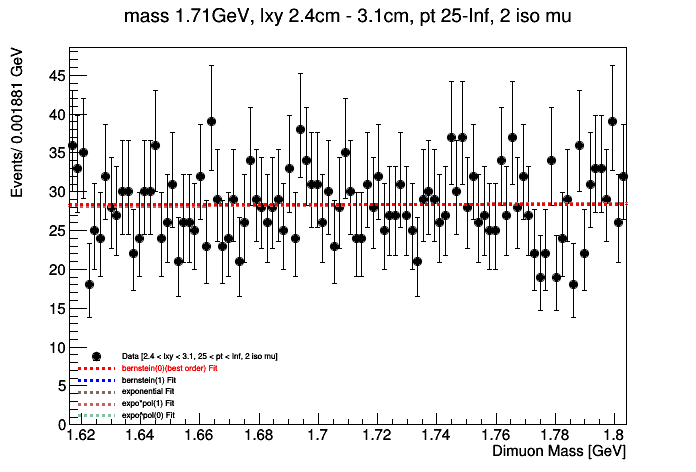 mass 1.71GeV, lxy 2.4cm - 3.1cm, pt 25-Inf, 2 iso mu
Events/ 0.001881 GeV
45
40
35
30
25
20
15
10
5
0
Data [2.4 < lxy < 3.1, 25 < pt < Inf, 2 iso mu]
bernstein(0)(best order) Fit
bernstein(1) Fit
exponential Fit
expo*pol(1) Fit
expo*pol(0) Fit
1.62 1.64 1.66 1.68 1.7 1.72 1.74 1.76 1.78 1.8
Dimuon Mass [GeV]